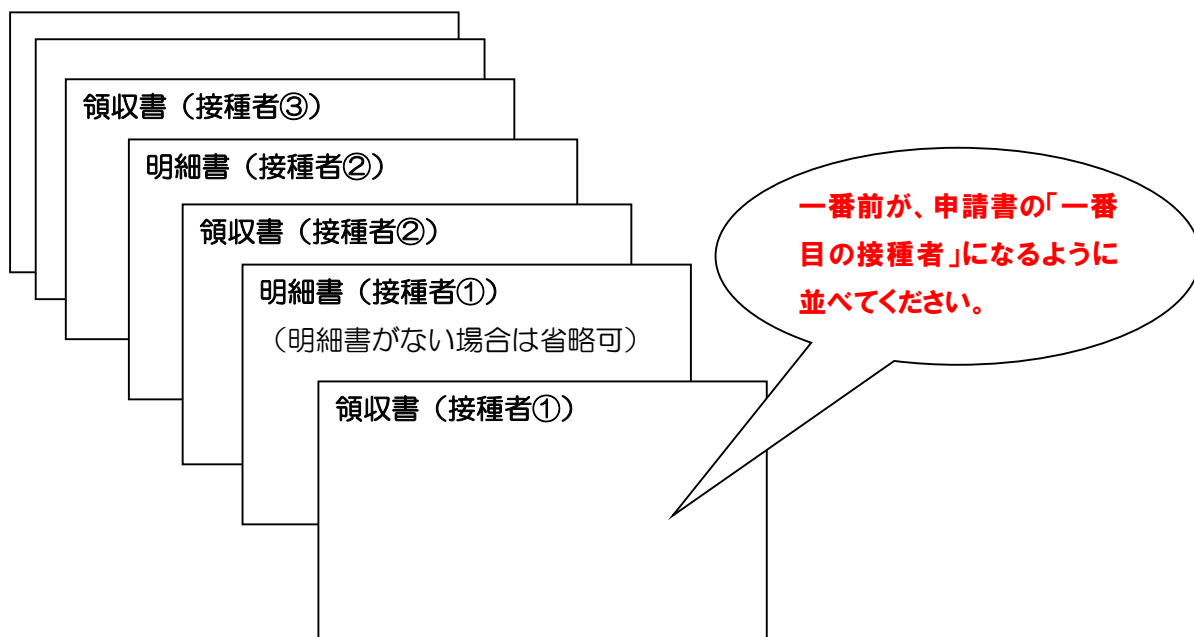 領収書（接種者③）
明細書（接種者②）
領収書（接種者②）
明細書（接種者①）
（明細書がない場合は省略可）
領収書（接種者①）
一番前が、申請書の「一番
目の接種者」になるように
並べてください。